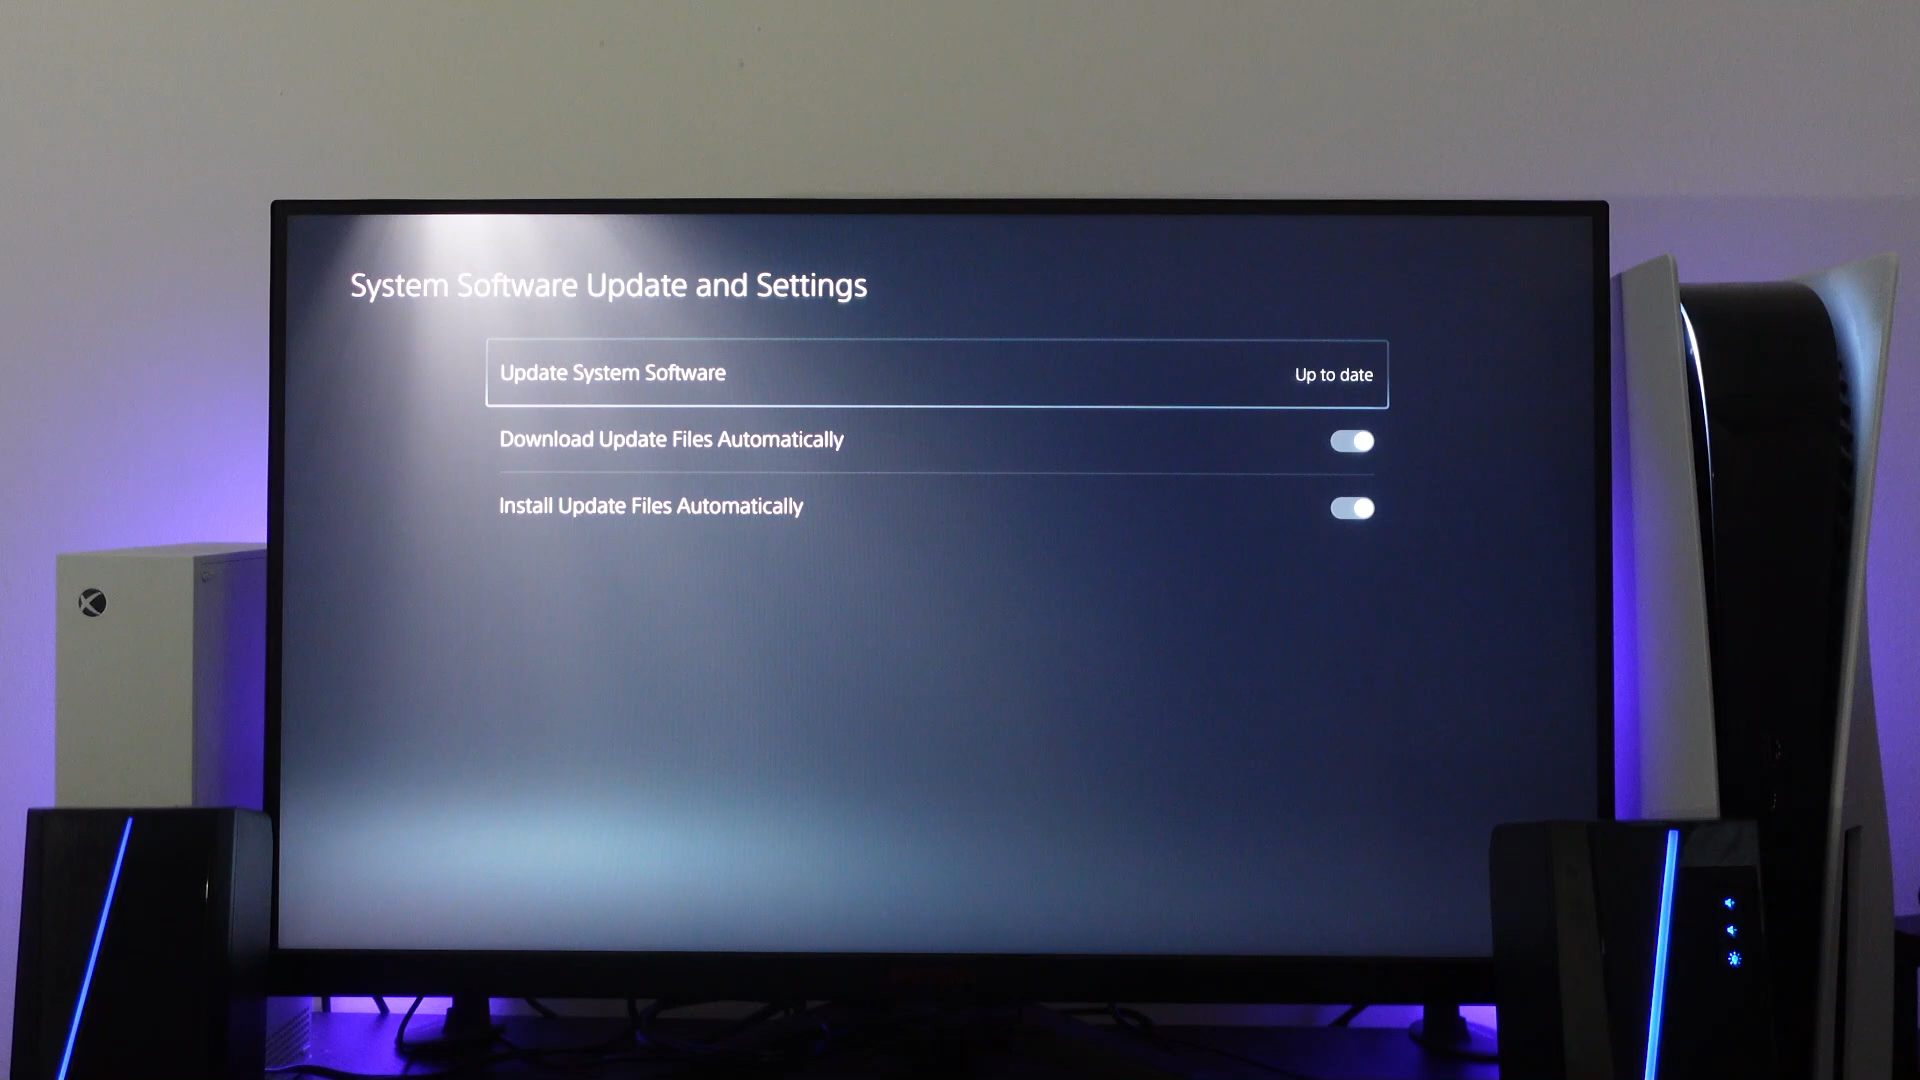 System Software Update and Settings
Update System Software
Up to date
Download Update Files Automatically
Install Update Files Automatically